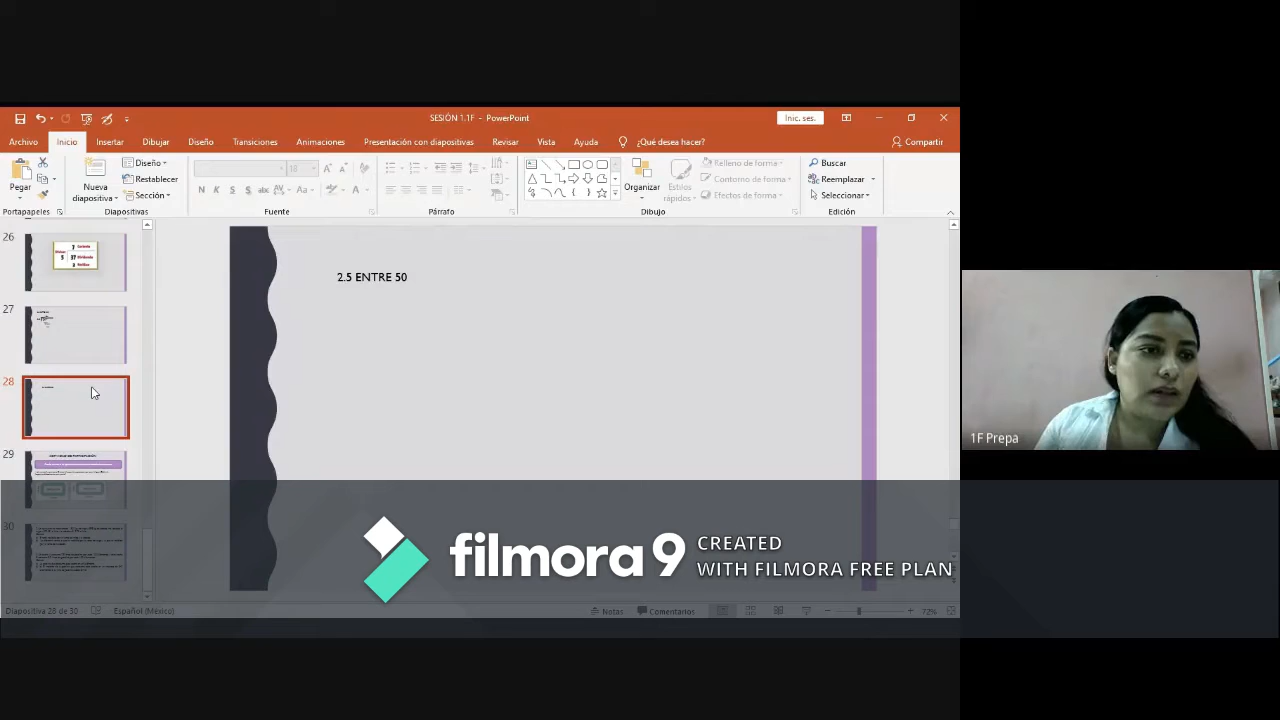 SESIÓN 1.1F - PowerPoint
Inic. ses.
Archivo Inicio Insertar Dibujar Diseño Transiciones Animaciones Presentación con diapositivas Revisar Vista Ayuda ¿Qué desea hacer? Compartir
Pegar
Nueva diapositiva
Diseño
Restablecer
Sección
18
N K S S abc AV Aa A
Organizar
Estilos rápidos
Relleno de forma
Contorno de forma
Efectos de forma
Buscar
Reemplazar
Seleccionar
Portapapeles Diapositivas Fuente Párrafo Dibujo Edición
26
27
28
29
30
2.5 ENTRE 50
1F Prepa
filmora 9 CREATED
WITH FILMORA FREE PLAN
Diapositiva 28 de 30 Español (México) Notas Comentarios 72%